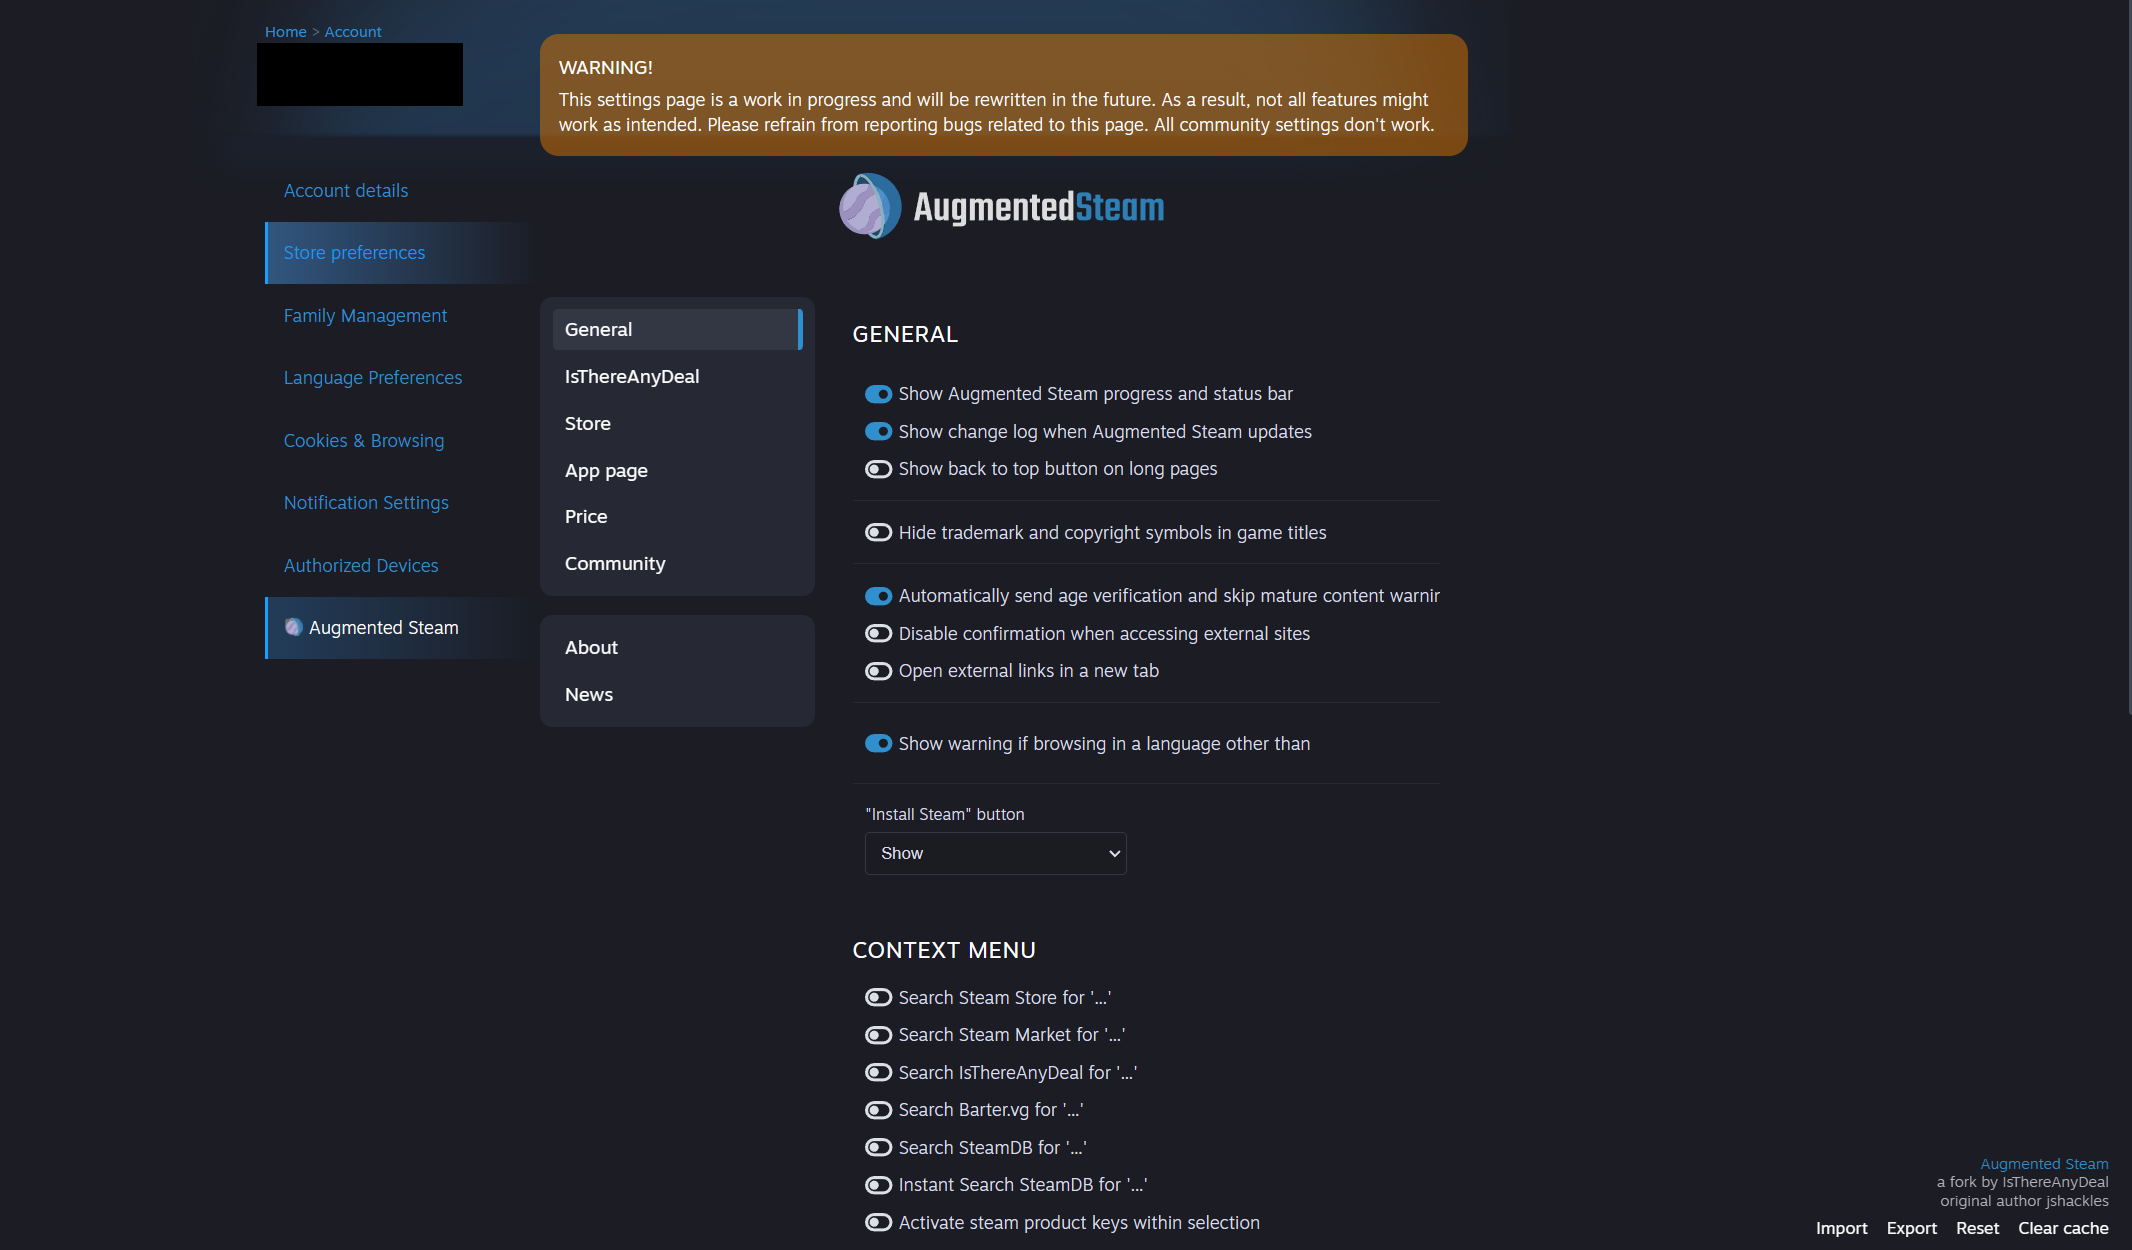 Home > Account
WARNING!
This settings page is a work in progress and will be rewritten in the future. As a result, not all features might
work as intended. Please refrain from reporting bugs related to this page. All community settings don't work.
AugmentedSteam
Account details
Store preferences
Family Management
Language Preferences
Cookies & Browsing
Notification Settings
Authorized Devices
Augmented Steam
General
IsThereAnyDeal
Store
App page
Price
Community
About
News
GENERAL
Show Augmented Steam progress and status bar
Show change log when Augmented Steam updates
Show back to top button on long pages
Hide trademark and copyright symbols in game titles
Automatically send age verification and skip mature content warnin
Disable confirmation when accessing external sites
Open external links in a new tab
Show warning if browsing in a language other than
"Install Steam" button
Show
CONTEXT MENU
Search Steam Store for '...'
Search Steam Market for '...'
Search IsThereAnyDeal for '...'
Search Barter.vg for '...'
Search SteamDB for '...'
Instant Search SteamDB for '...'
Activate steam product keys within selection
Augmented Steam
a fork by IsThereAnyDeal
original author jshackles
Import Export Reset Clear cache